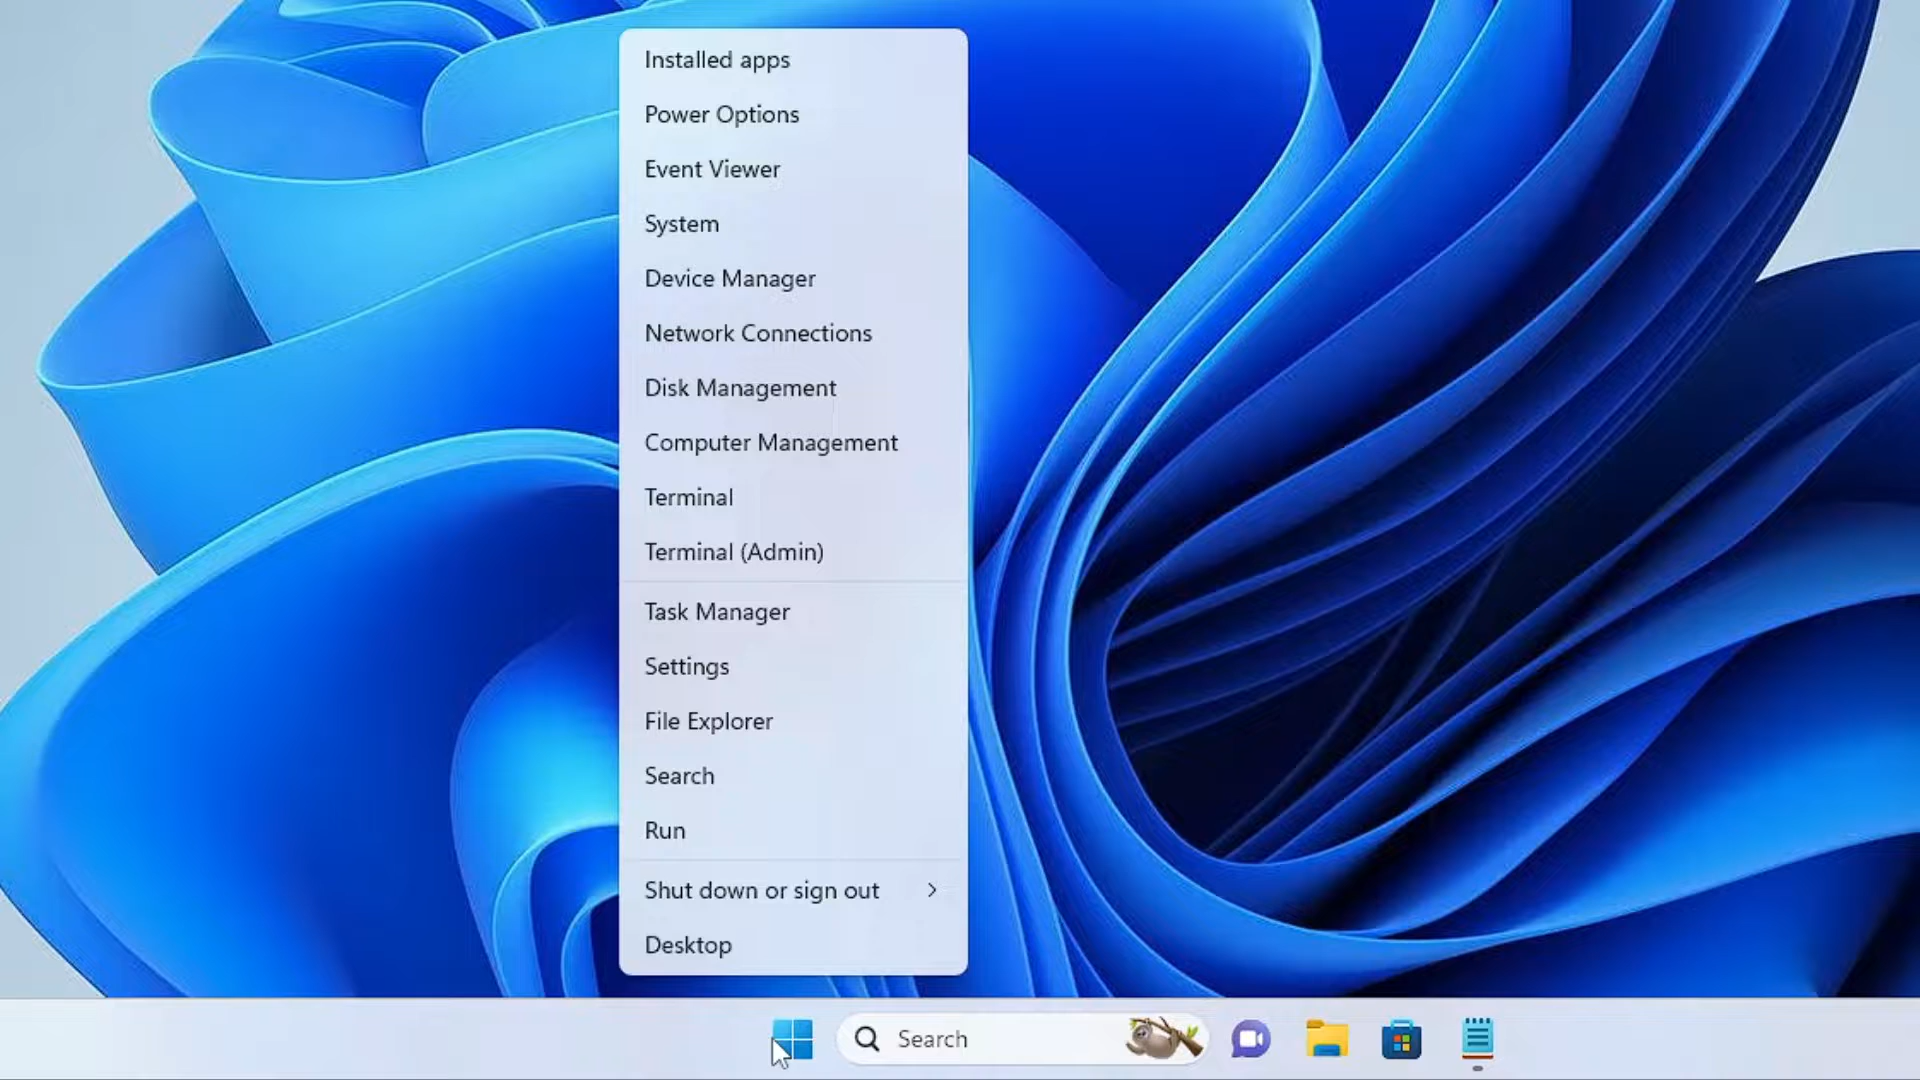 Installed apps
Power Options
Event Viewer
System
Device Manager
Network Connections
Disk Management
Computer Management
Terminal
Terminal (Admin)
Task Manager
Settings
File Explorer
Search
Run
Shut down or sign out
Desktop
Search